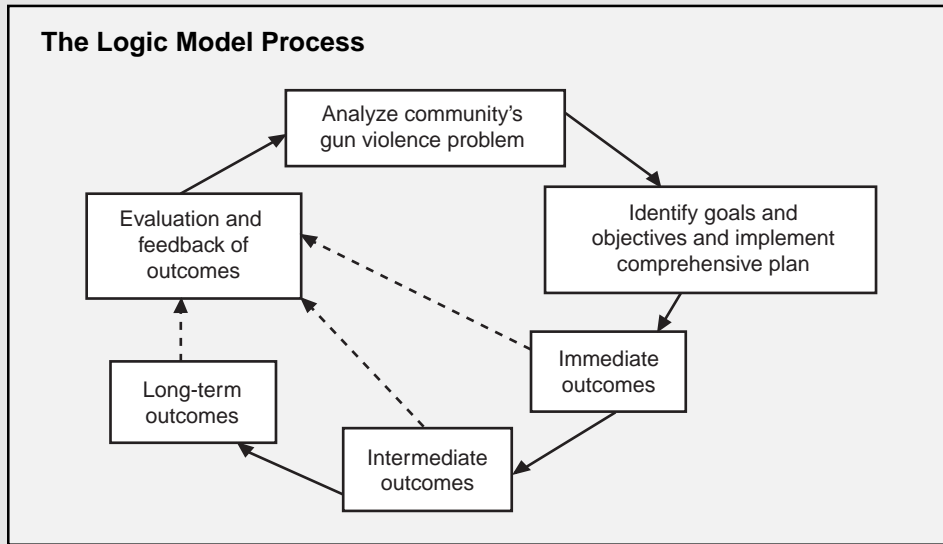 The Logic Model Process
Analyze community’s
gun violence problem
Identify goals and
objectives and implement
comprehensive plan
Immediate
outcomes
Intermediate
outcomes
Long-term
outcomes
Evaluation and
feedback of
outcomes